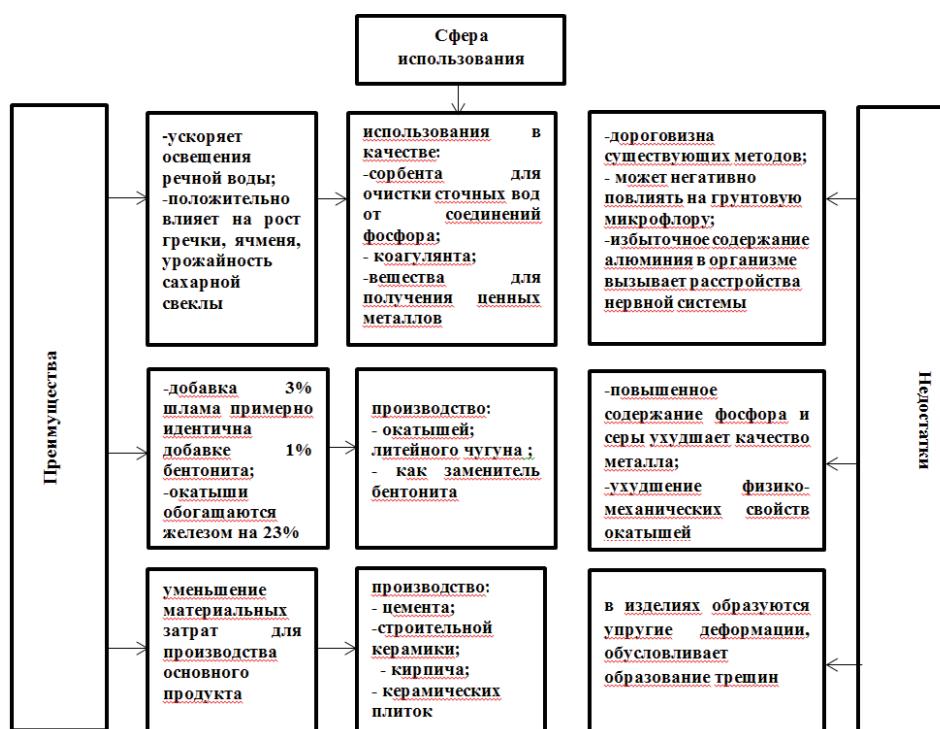 Сфера
использования
Преимущества
-ускоряет
освещения
речной воды;
-положительно
влияет на рост
гречки, ячменя,
урожайность
сахарной
свеклы
использования в
качестве:
-сорбента для
очистки сточных вод
от соединений
фосфора;
- коагулянта;
-вещества для
получения ценных
металлов
-дороговизна
существующих методов;
- может негативно
повлиять на грунтовую
микрофлору;
-избыточное содержание
алюминия в организме
вызывает расстройства
нервной системы
Недостатки
-добавка 3%
шлама примерно
идентична
добавке 1%
бентонита;
-окатыши
обогащаются
железом на 23%
производство:
- окатышей;
литейного чугуна ;
- как заменитель
бентонита
-повышенное
содержание фосфора и
серы ухудшает качество
металла;
-ухудшение физико-
механических свойств
окатышей
уменьшение
материальных
затрат для
производства
основного
продукта
производство:
- цемента;
-строительной
керамики;
- кирпича;
- керамических
плиток
в изделиях образуются
упругие деформации,
обусловливает
образование трещин